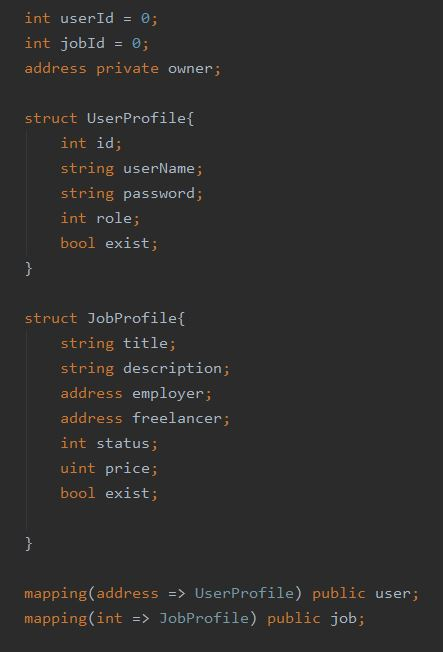 int userId = 0;
int jobId = 0;
address private owner;
struct UserProfile{
int id;
string userName;
string password;
int role;
bool exist;
}
struct JobProfile{
string title;
string description;
address employer;
address freelancer;
int status;
uint price;
bool exist;
}
mapping(address => UserProfile) public user;
mapping(int => JobProfile) public job;